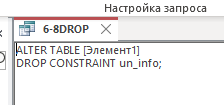 Настройка запроса
6-8DROP
ALTER TABLE [Элемент1]
DROP CONSTRAINT un_info;